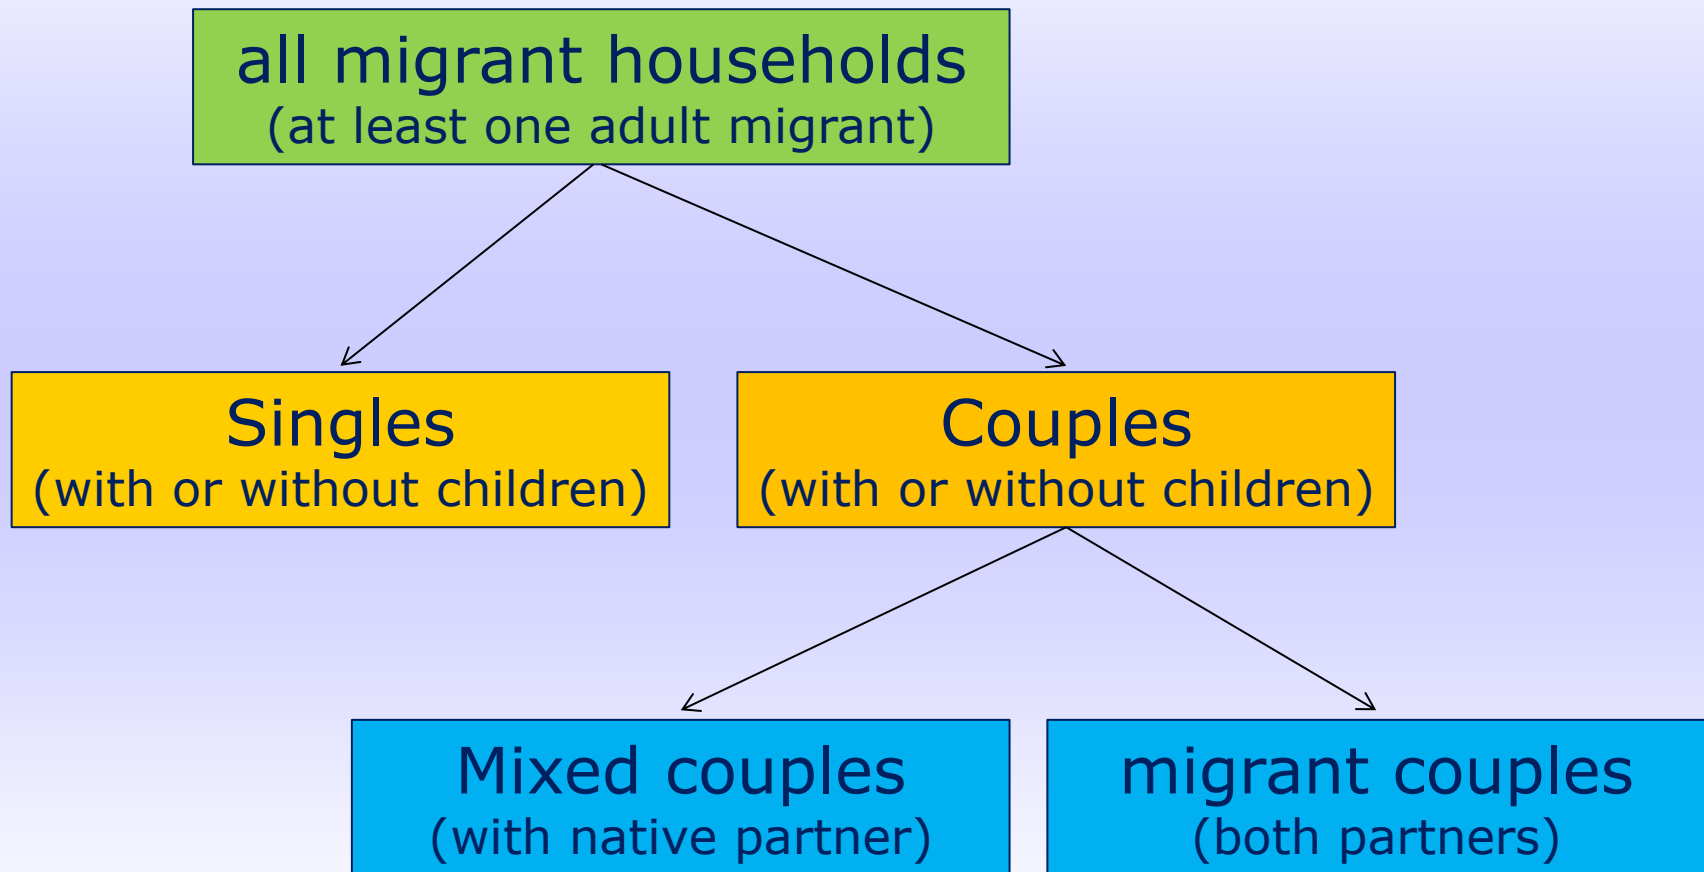 all migrant households
(at least one adult migrant)
Singles
(with or without children)
Couples
(with or without children)
Mixed couples
(with native partner)
migrant couples
(both partners)